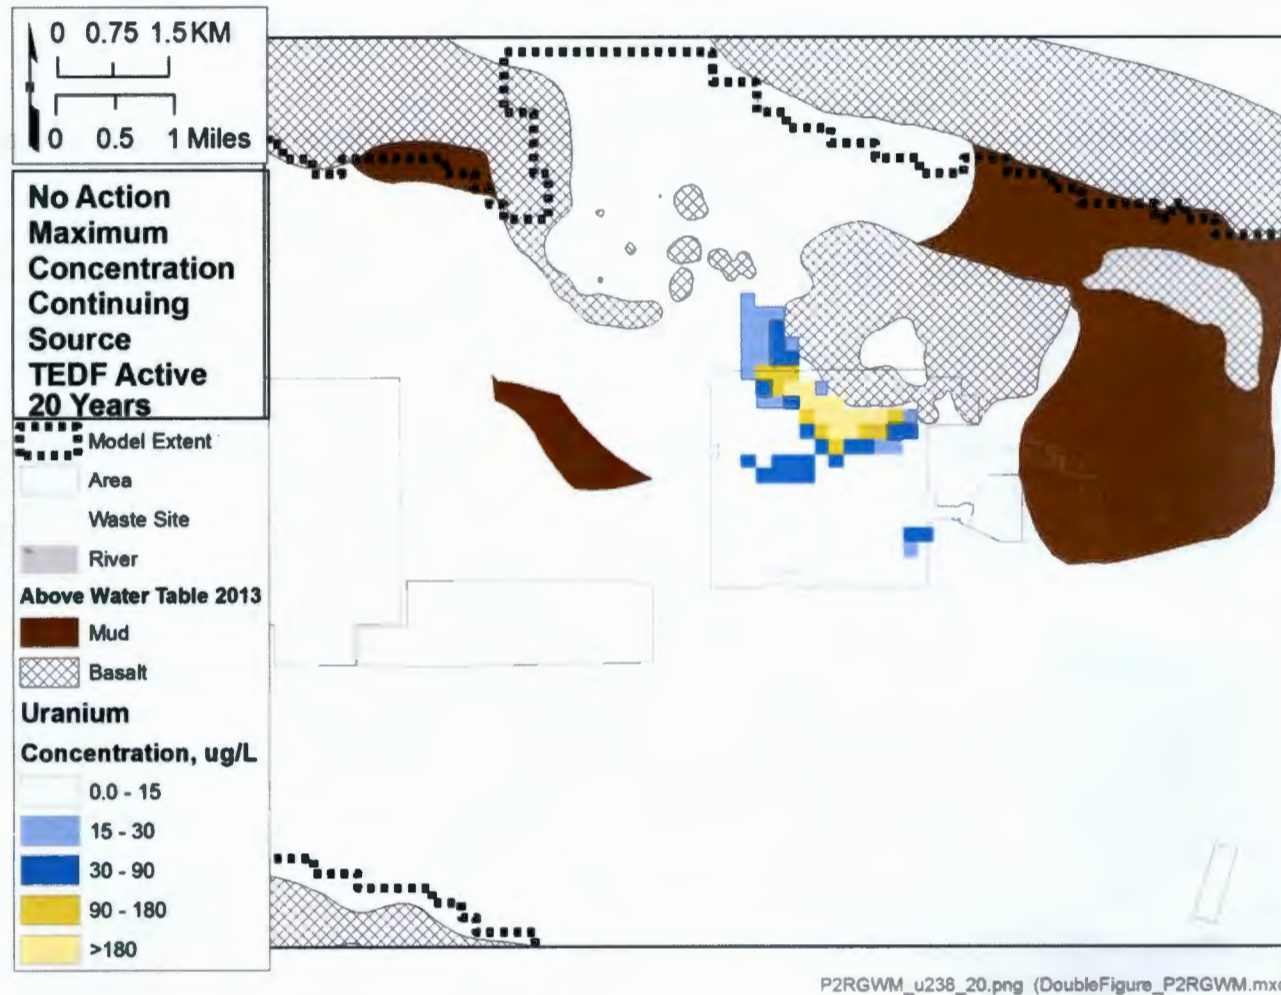 0 0.75 1.5 KM
0 0.5 1 Miles
No Action
Maximum
Concentration
Continuing
Source
TEDF Active
20 Years
Model Extent
Area
Waste Site
River
Above Water Table 2013
Mud
Basalt
Uranium
Concentration, ug/L
0.0 - 15
15 - 30
30 - 90
90 - 180
>180
P2RGWM_u238_20.png (DoubleFigure_P2RGWM.mxd